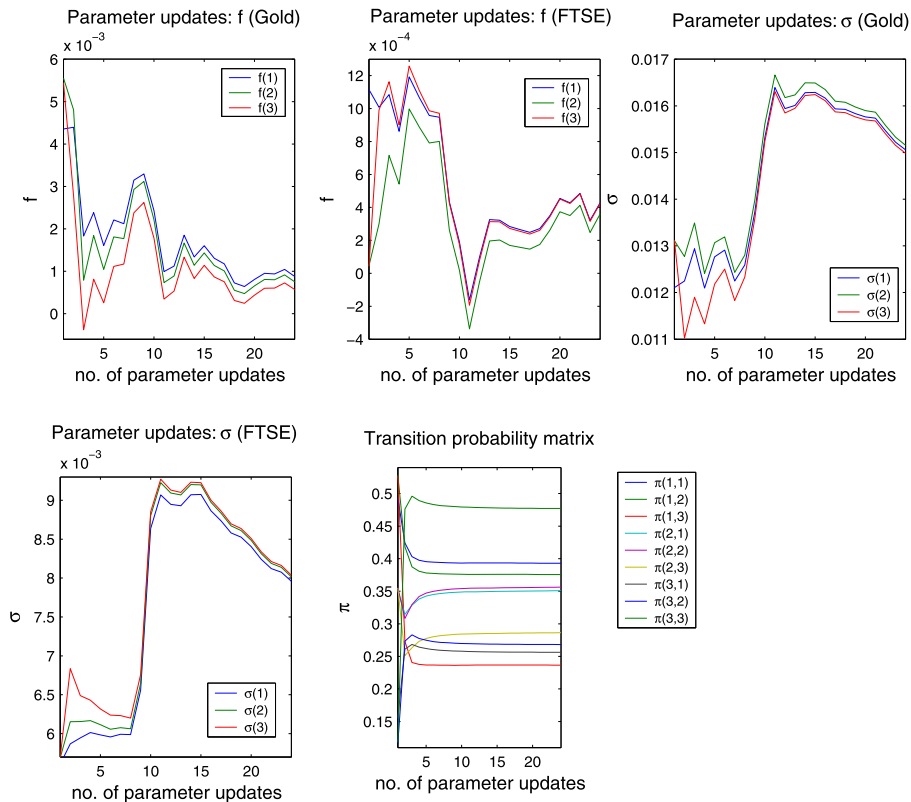 Parameter updates: f (Gold)
x 10⁻³
6
5
4
3
2
1
0
f
f(1)
f(2)
f(3)
5
10
15
20
no. of parameter updates
Parameter updates: f (FTSE)
x 10⁻⁴
12
10
8
6
4
2
0
−2
−4
f
f(1)
f(2)
f(3)
5
10
15
20
no. of parameter updates
Parameter updates: σ (Gold)
0.017
0.016
0.015
0.014
0.013
0.012
0.011
σ
σ(1)
σ(2)
σ(3)
5
10
15
20
no. of parameter updates
Parameter updates: σ (FTSE)
x 10⁻³
9
8.5
8
7.5
7
6.5
6
σ
σ(1)
σ(2)
σ(3)
5
10
15
20
no. of parameter updates
Transition probability matrix
0.5
0.45
0.4
0.35
0.3
0.25
0.2
0.15
π
5
10
15
20
no. of parameter updates
π(1,1)
π(1,2)
π(1,3)
π(2,1)
π(2,2)
π(2,3)
π(3,1)
π(3,2)
π(3,3)